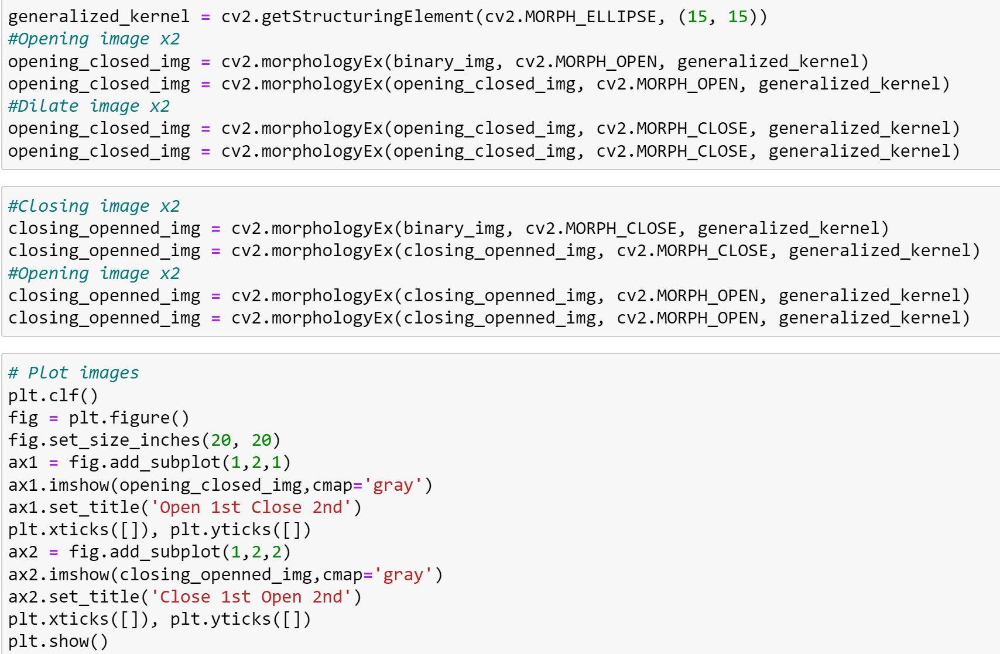 generalized_kernel = cv2.getStructuringElement(cv2.MORPH_ELLIPSE, (15, 15))
#Opening image x2
opening_closed_img = cv2.morphologyEx(binary_img, cv2.MORPH_OPEN, generalized_kernel)
opening_closed_img = cv2.morphologyEx(opening_closed_img, cv2.MORPH_OPEN, generalized_kernel)
#Dilate image x2
opening_closed_img = cv2.morphologyEx(opening_closed_img, cv2.MORPH_CLOSE, generalized_kernel)
opening_closed_img = cv2.morphologyEx(opening_closed_img, cv2.MORPH_CLOSE, generalized_kernel)
#Closing image x2
closing_openned_img = cv2.morphologyEx(binary_img, cv2.MORPH_CLOSE, generalized_kernel)
closing_openned_img = cv2.morphologyEx(closing_openned_img, cv2.MORPH_CLOSE, generalized_kernel)
#Opening image x2
closing_openned_img = cv2.morphologyEx(closing_openned_img, cv2.MORPH_OPEN, generalized_kernel)
closing_openned_img = cv2.morphologyEx(closing_openned_img, cv2.MORPH_OPEN, generalized_kernel)
# Plot images
plt.clf()
fig = plt.figure()
fig.set_size_inches(20, 20)
ax1 = fig.add_subplot(1,2,1)
ax1.imshow(opening_closed_img,cmap='gray')
ax1.set_title('Open 1st Close 2nd')
plt.xticks([]), plt.yticks([])
ax2 = fig.add_subplot(1,2,2)
ax2.imshow(closing_openned_img,cmap='gray')
ax2.set_title('Close 1st Open 2nd')
plt.xticks([]), plt.yticks([])
plt.show()